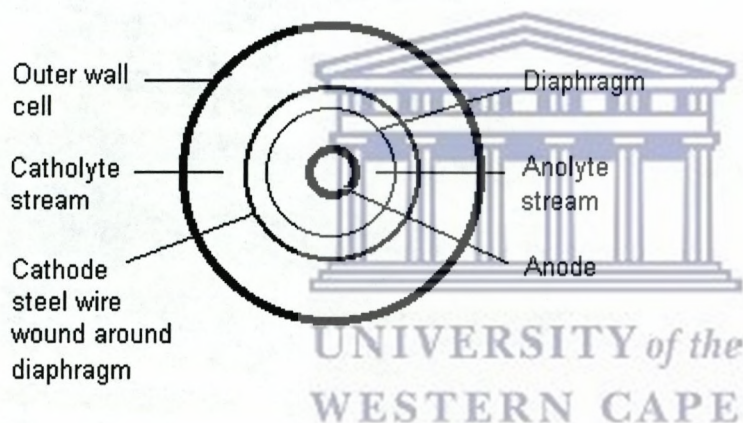 Outer wall
cell
Catholyte
stream
Cathode
steel wire
wound around
diaphragm
Diaphragm
Anolyte
stream
Anode
UNIVERSITY of the
WESTERN CAPE